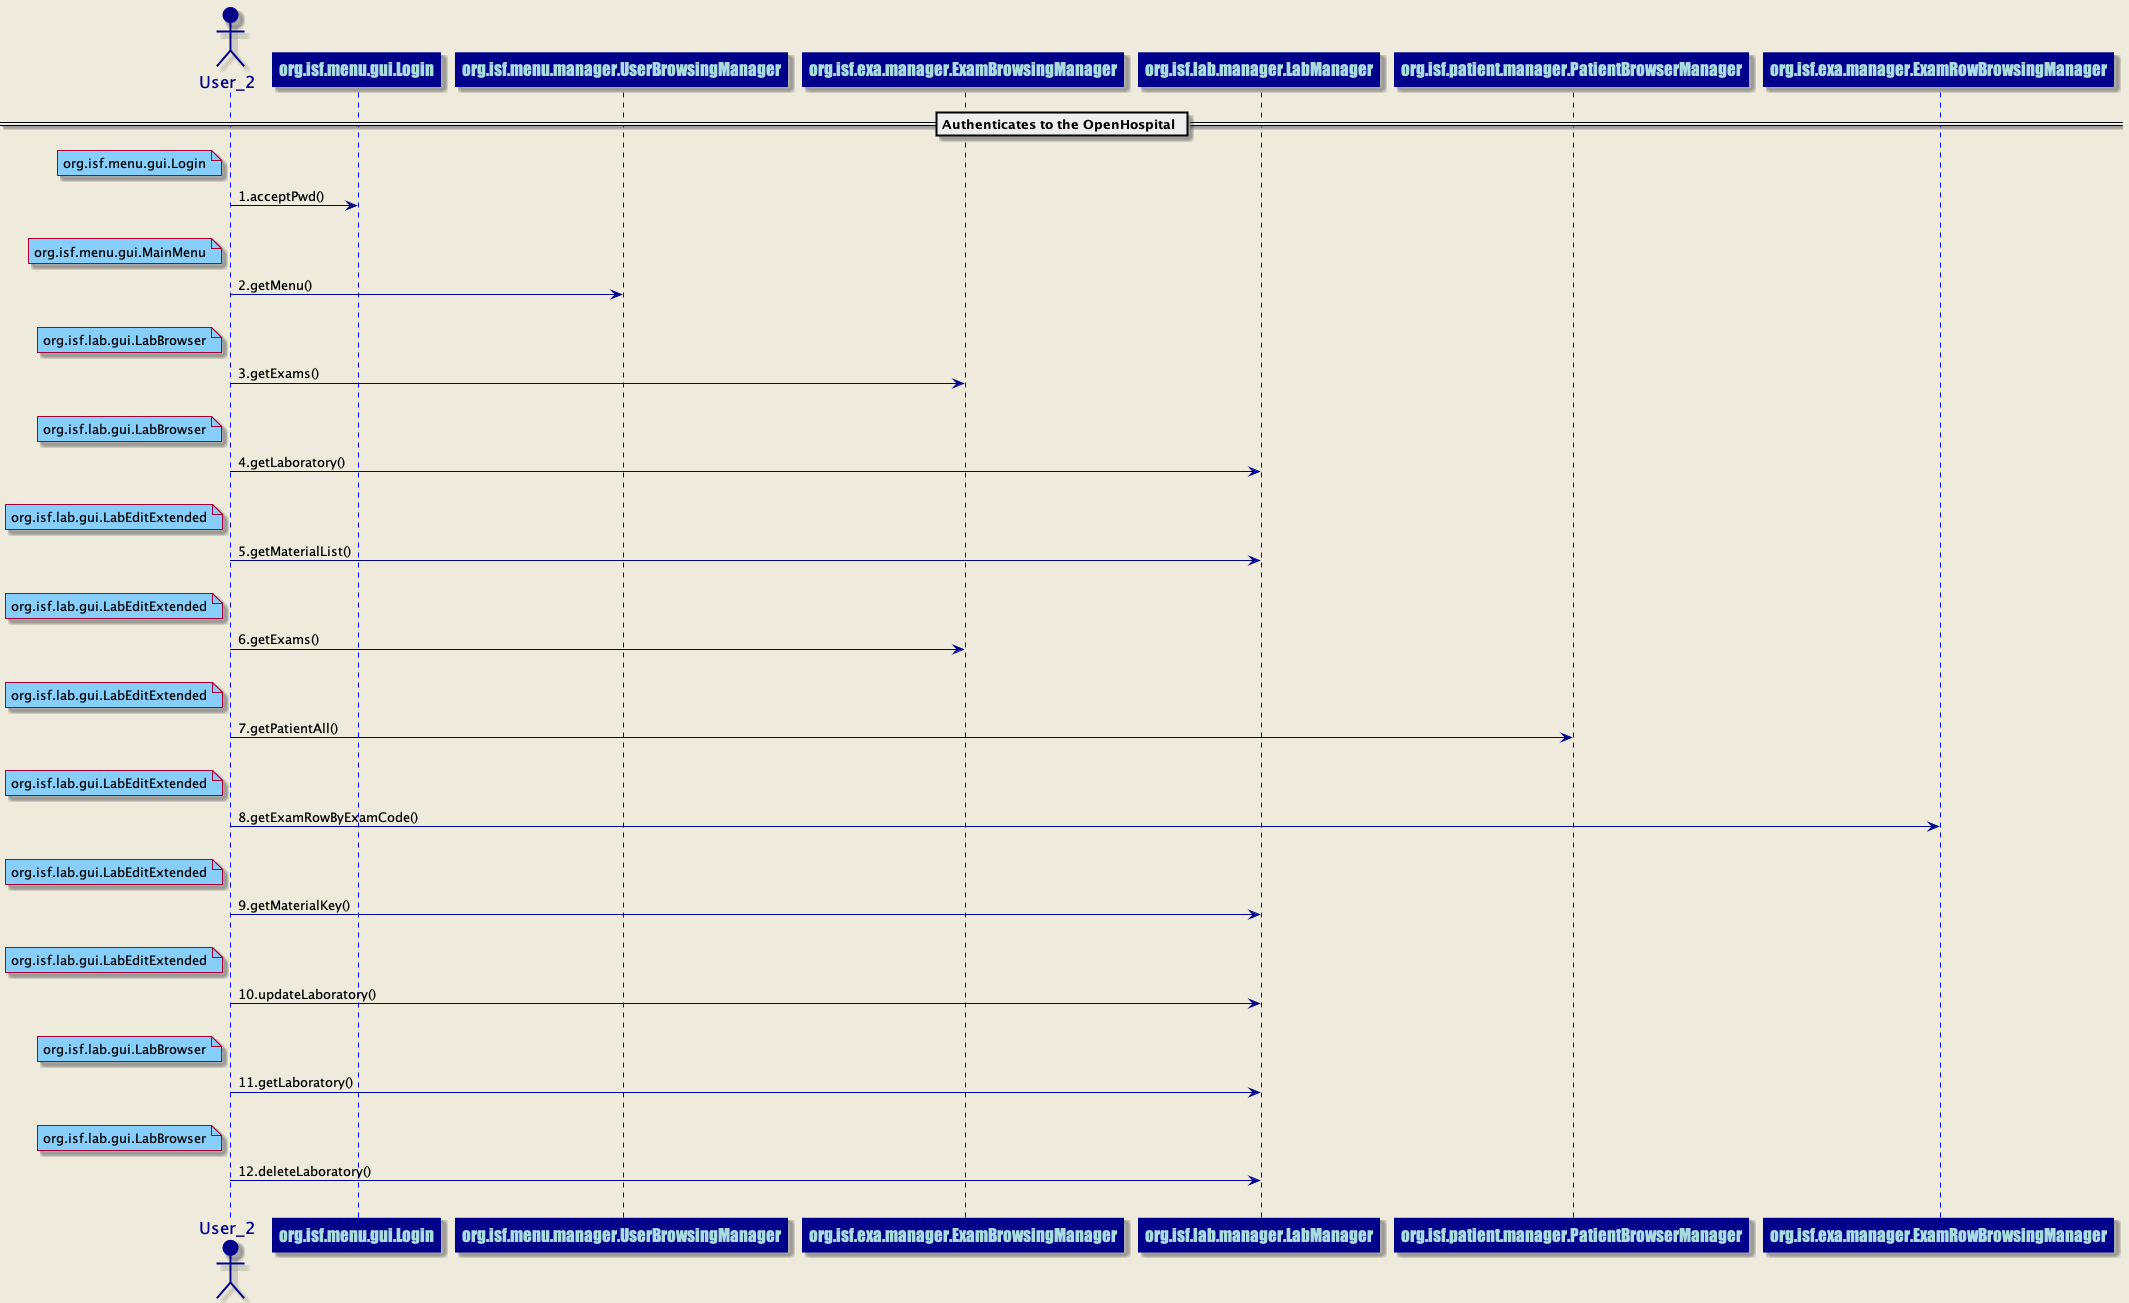 User_2
org.isf.menu.gui.Login
org.isf.menu.manager.UserBrowsingManager
org.isf.exa.manager.ExamBrowsingManager
org.isf.lab.manager.LabManager
org.isf.patient.manager.PatientBrowserManager
org.isf.exa.manager.ExamRowBrowsingManager
Authenticates to the OpenHospital
org.isf.menu.gui.Login
1.acceptPwd()
org.isf.menu.gui.MainMenu
2.getMenu()
org.isf.lab.gui.LabBrowser
3.getExams()
org.isf.lab.gui.LabBrowser
4.getLaboratory()
org.isf.lab.gui.LabEditExtended
5.getMaterialList()
org.isf.lab.gui.LabEditExtended
6.getExams()
org.isf.lab.gui.LabEditExtended
7.getPatientAll()
org.isf.lab.gui.LabEditExtended
8.getExamRowByExamCode()
org.isf.lab.gui.LabEditExtended
9.getMaterialKey()
org.isf.lab.gui.LabEditExtended
10.updateLaboratory()
org.isf.lab.gui.LabBrowser
11.getLaboratory()
org.isf.lab.gui.LabBrowser
12.deleteLaboratory()
User_2
org.isf.menu.gui.Login
org.isf.menu.manager.UserBrowsingManager
org.isf.exa.manager.ExamBrowsingManager
org.isf.lab.manager.LabManager
org.isf.patient.manager.PatientBrowserManager
org.isf.exa.manager.ExamRowBrowsingManager